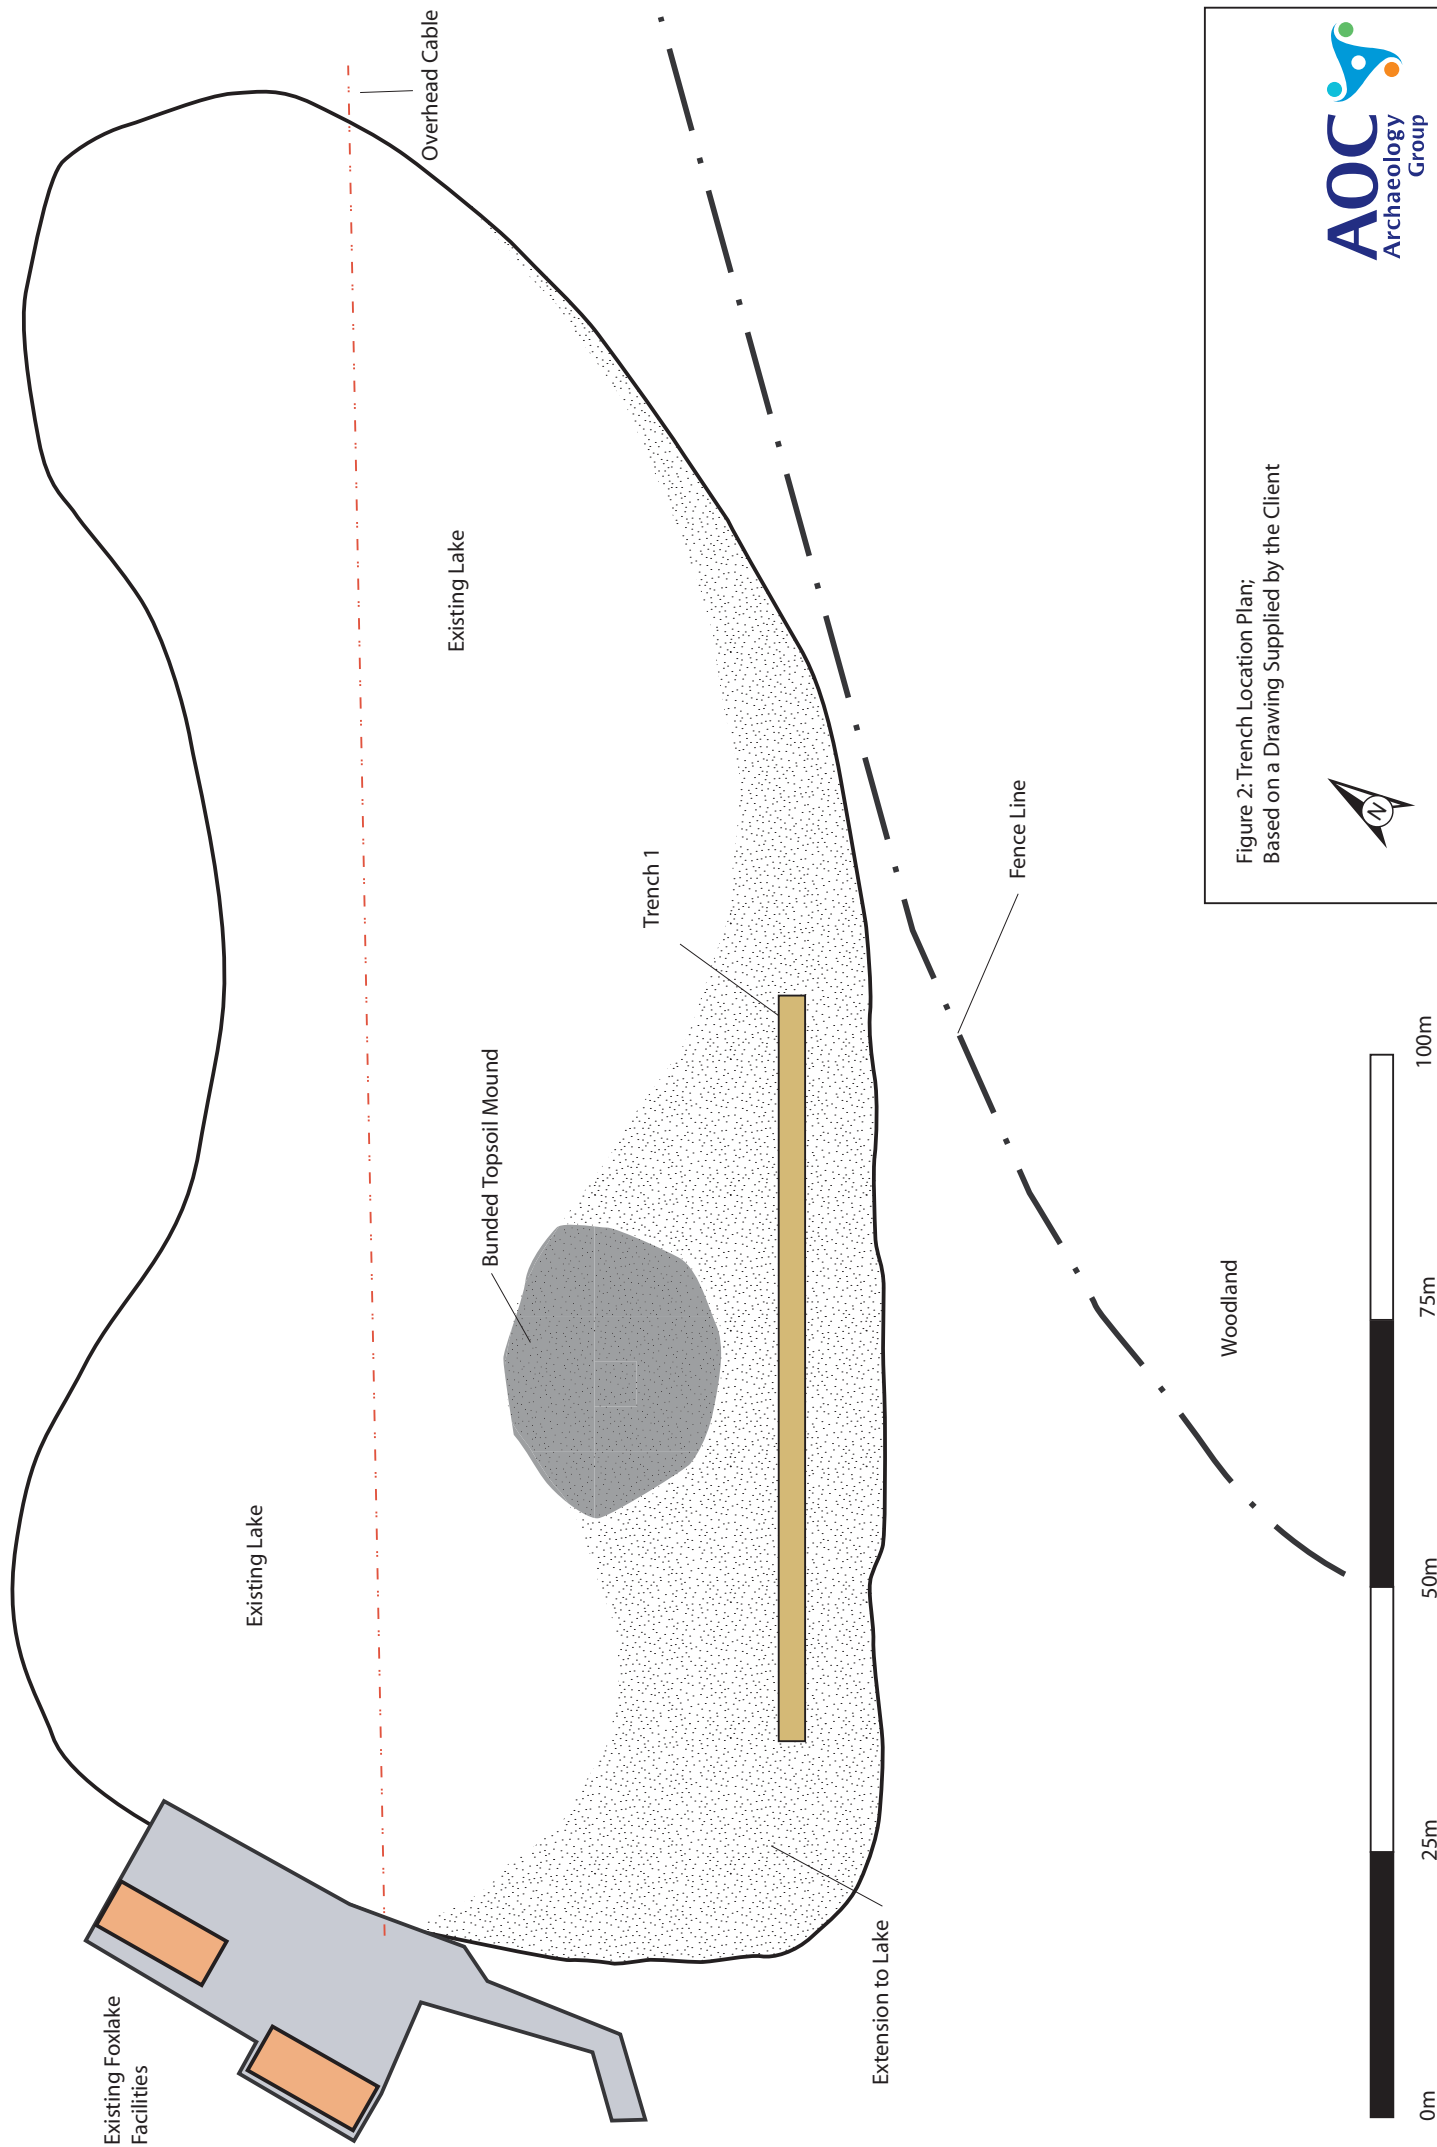 Existing Foxlake
Facilities
Existing Lake
Existing Lake
Overhead Cable
Bunded Topsoil Mound
Trench 1
Extension to Lake
Fence Line
Woodland
0m
25m
50m
75m
100m
Figure 2: Trench Location Plan;
Based on a Drawing Supplied by the Client
N
AOC
Archaeology
Group